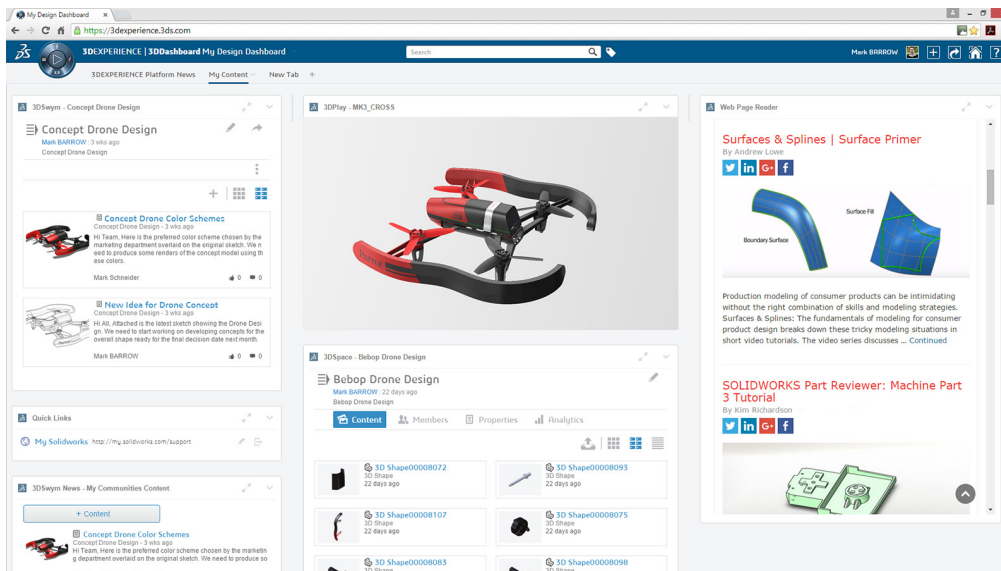 My Design Dashboard
https://3dexperience.3ds.com
3DEXPERIENCE | 3DDashboard My Design Dashboard
Search
Mark BARROW
3DEXPERIENCE Platform News
My Content
New Tab
+
3DSwym - Concept Drone Design
Concept Drone Design
Mark BARROW : 3 wks ago
Concept Drone Design
Concept Drone Color Schemes
Concept Drone Design - 3 wks ago
Hi Team, Here is the preferred color scheme chosen by the
marketing department overlaid on the original sketch. We n
eed to produce some renders of the concept model using th
ese colors.
Mark Schneider
0
0
New Idea for Drone Concept
Hi All, Attached is the latest sketch showing the Drone Desi
gn. We need to start working on developing concepts for the
overall shape ready for the final decision date next month.
Mark BARROW
0
0
Quick Links
My Solidworks http://my.solidworks.com/support
3DSwym News - My Communities Content
+ Content
Concept Drone Color Schemes
Concept Drone Design - 3 wks ago
Hi Team, Here is the preferred color scheme chosen by the marketin
g department overlaid on the original sketch. We need to produce so
3DPlay - MK3_CROSS
Parrot
3DSpace - Bebop Drone Design
Bebop Drone Design
Mark BARROW : 22 days ago
Bebop Drone Design
Content
Members
Properties
Analytics
3D Shape00008072
3D Shape
22 days ago
3D Shape00008093
3D Shape
22 days ago
3D Shape00008107
3D Shape
22 days ago
3D Shape00008075
3D Shape
22 days ago
3D Shape00008083
3D Shape
3D Shape00008098
3D Shape
Web Page Reader
Surfaces & Splines | Surface Primer
By Andrew Lowe
Surface Fill
Boundary Surface
Production modeling of consumer products can be intimidating
without the right combination of skills and modeling strategies.
Surfaces & Splines: The fundamentals of modeling for consumer
product design breaks down these tricky modeling situations in
short video tutorials. The video series discusses ... Continued
SOLIDWORKS Part Reviewer: Machine Part
3 Tutorial
By Kim Richardson